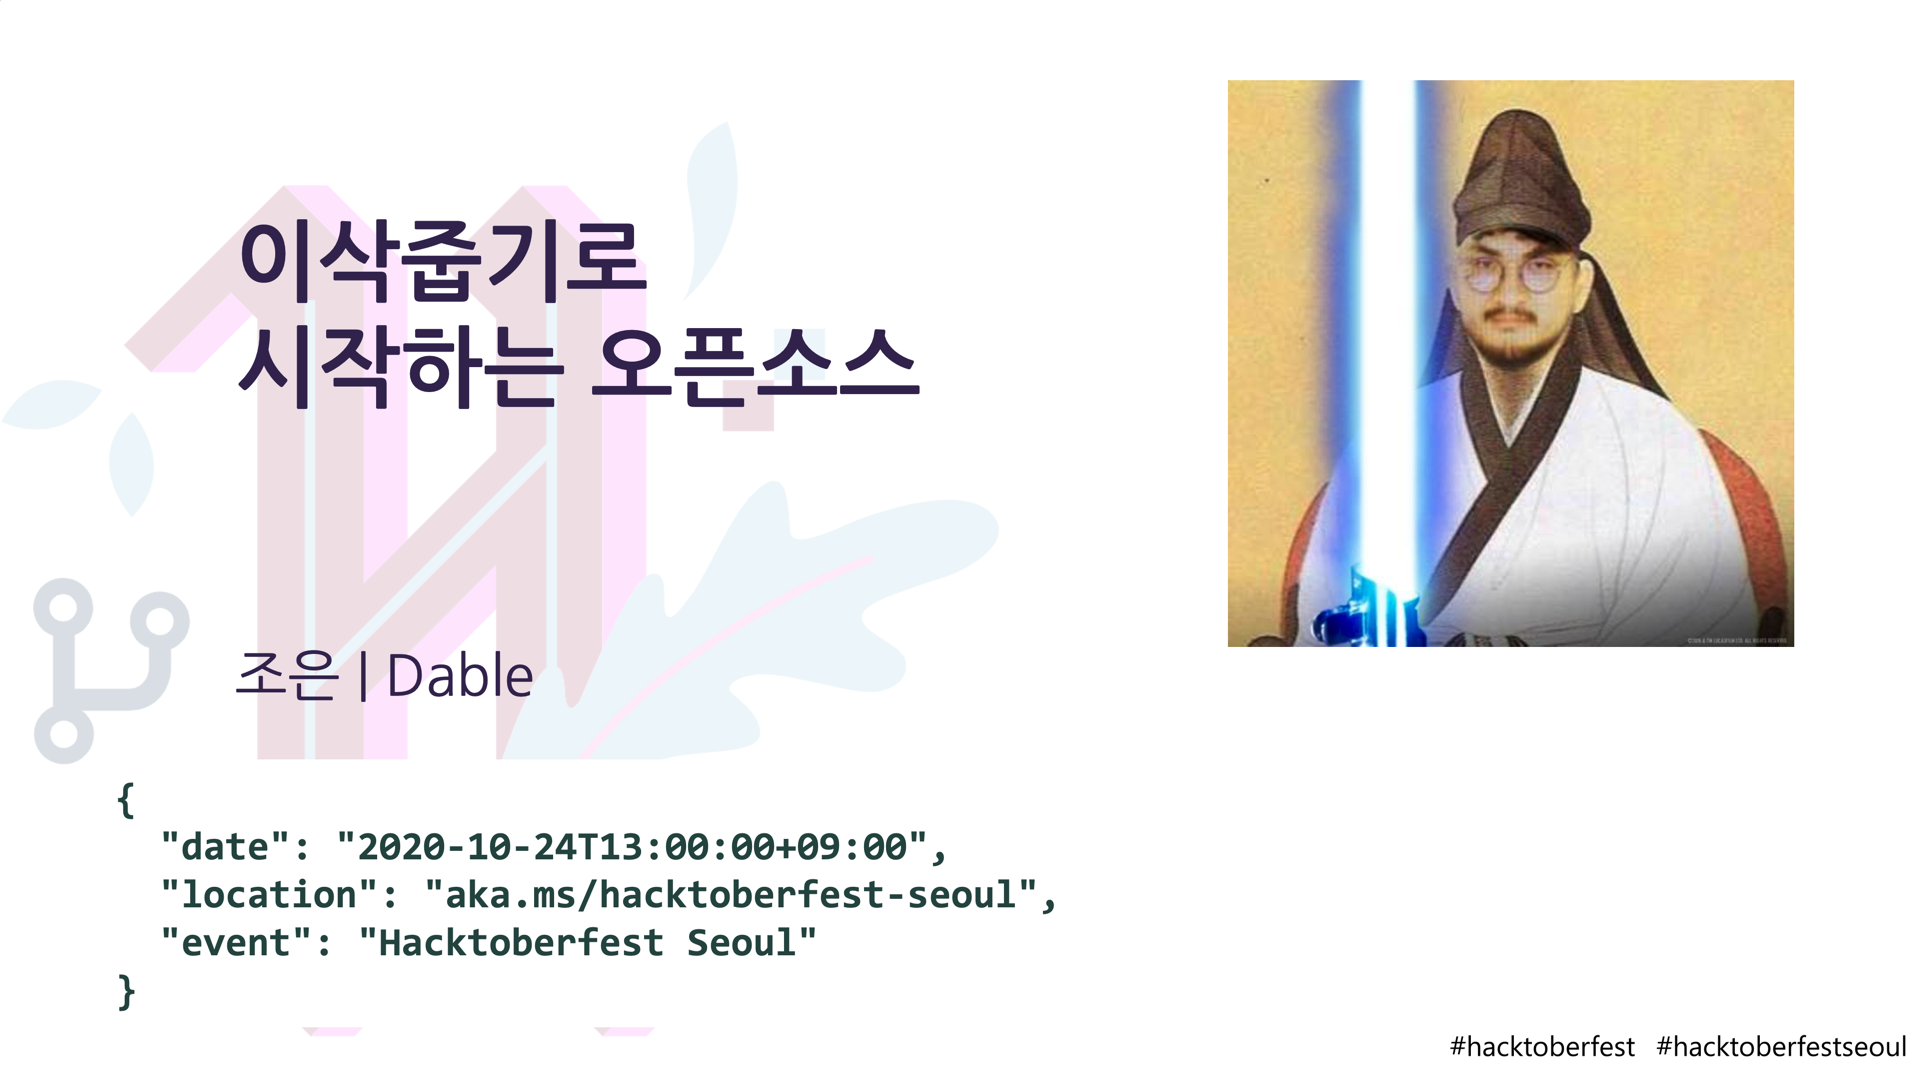 이삭줍기로
시작하는 오픈소스
조은 | Dable
{
"date": "2020-10-24T13:00:00+09:00",
"location": "aka.ms/hacktoberfest-seoul",
"event": "Hacktoberfest Seoul"
}
#hacktoberfest #hacktoberfestseoul